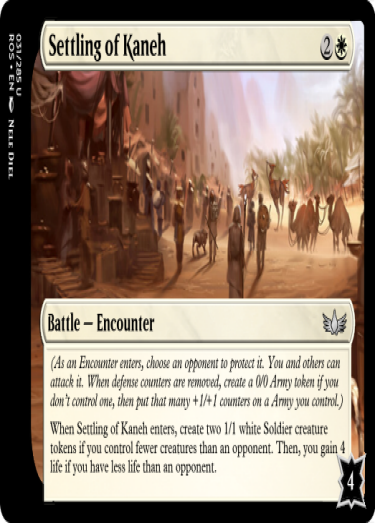 Settling of Kaneh
2
031/285 U
ROS • EN NELE DIEL
Battle – Encounter
(As an Encounter enters, choose an opponent to protect it. You and others can
attack it. When defense counters are removed, create a 0/0 Army token if you
don't control one, then put that many +1/+1 counters on a Army you control.)
When Settling of Kaneh enters, create two 1/1 white Soldier creature
tokens if you control fewer creatures than an opponent. Then, you gain 4
life if you have less life than an opponent.
4